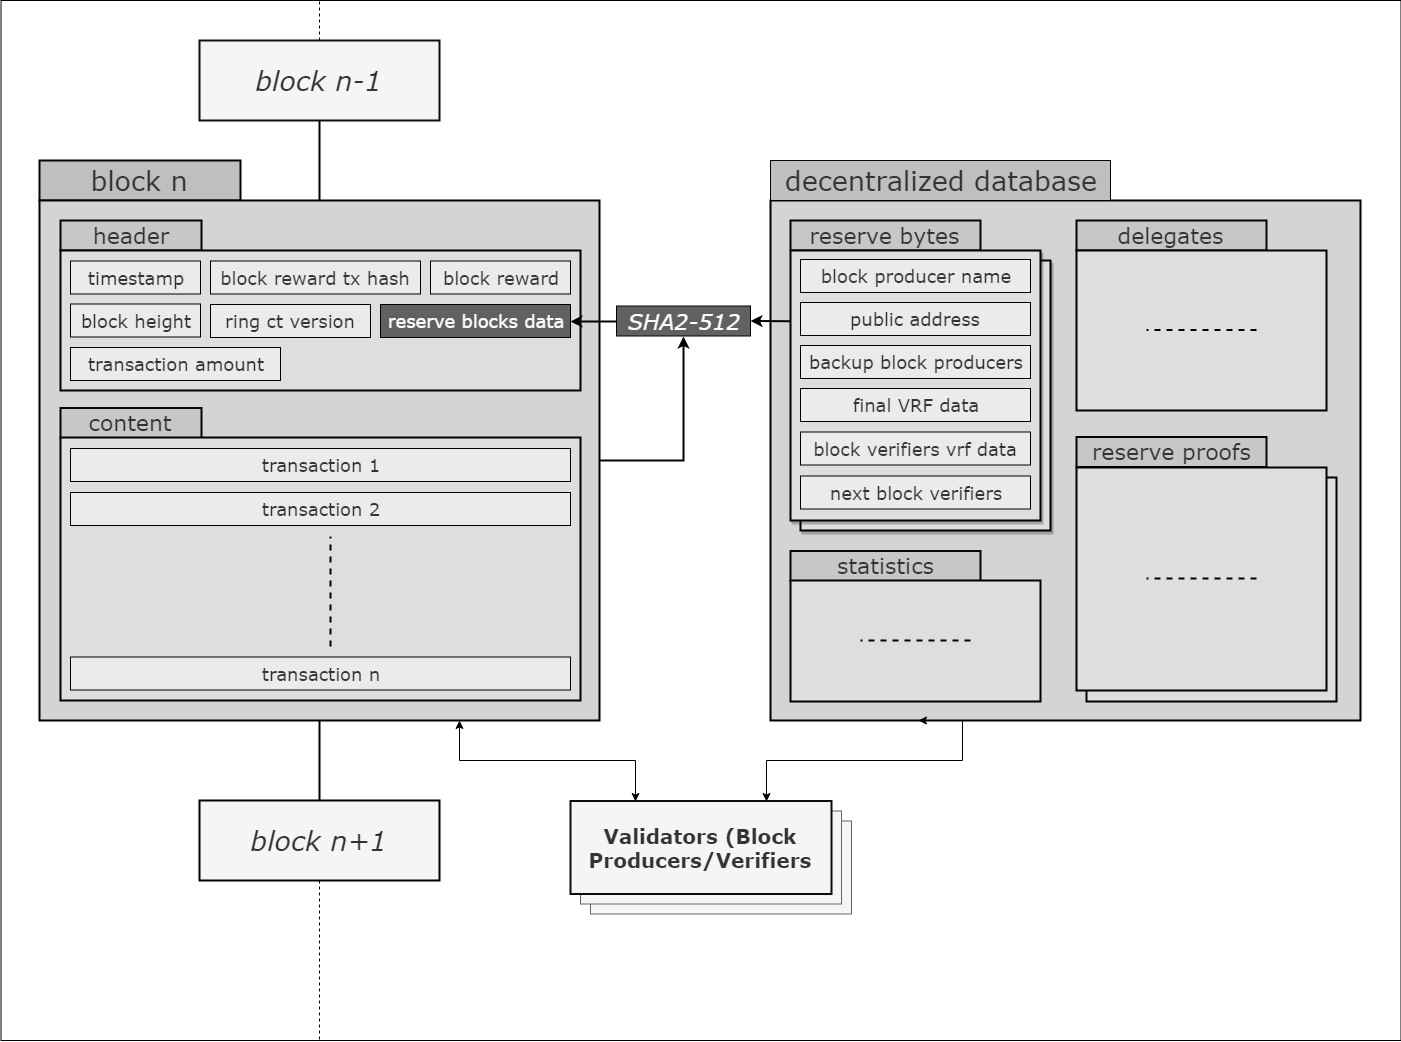 block n-1
block n
header
timestamp
block reward tx hash
block reward
block height
ring ct version
reserve blocks data
transaction amount
content
transaction 1
transaction 2
transaction n
SHA2-512
decentralized database
reserve bytes
block producer name
public address
backup block producers
final VRF data
block verifiers vrf data
next block verifiers
delegates
reserve proofs
statistics
block n+1
Validators (Block
Producers/Verifiers